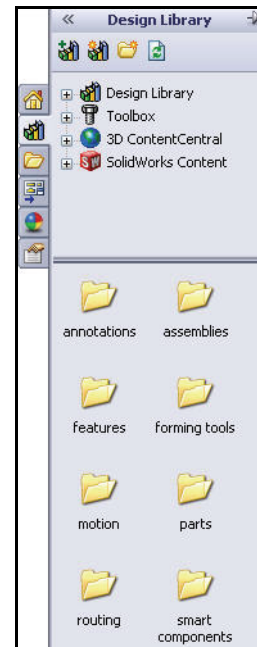 Design Library
Design Library
Toolbox
3D ContentCentral
SolidWorks Content
annotations assemblies
features forming tools
motion parts
routing smart components